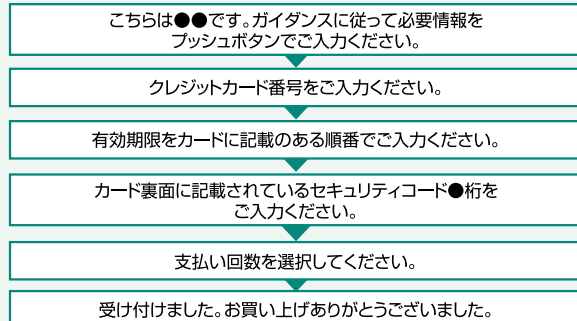 こちらは●●です。ガイダンスに従って必要情報を
プッシュボタンでご入力ください。
クレジットカード番号をご入力ください。
有効期限をカードに記載のある順番でご入力ください。
カード裏面に記載されているセキュリティコード●桁を
ご入力ください。
支払い回数を選択してください。
受け付けました。お買い上げありがとうございました。